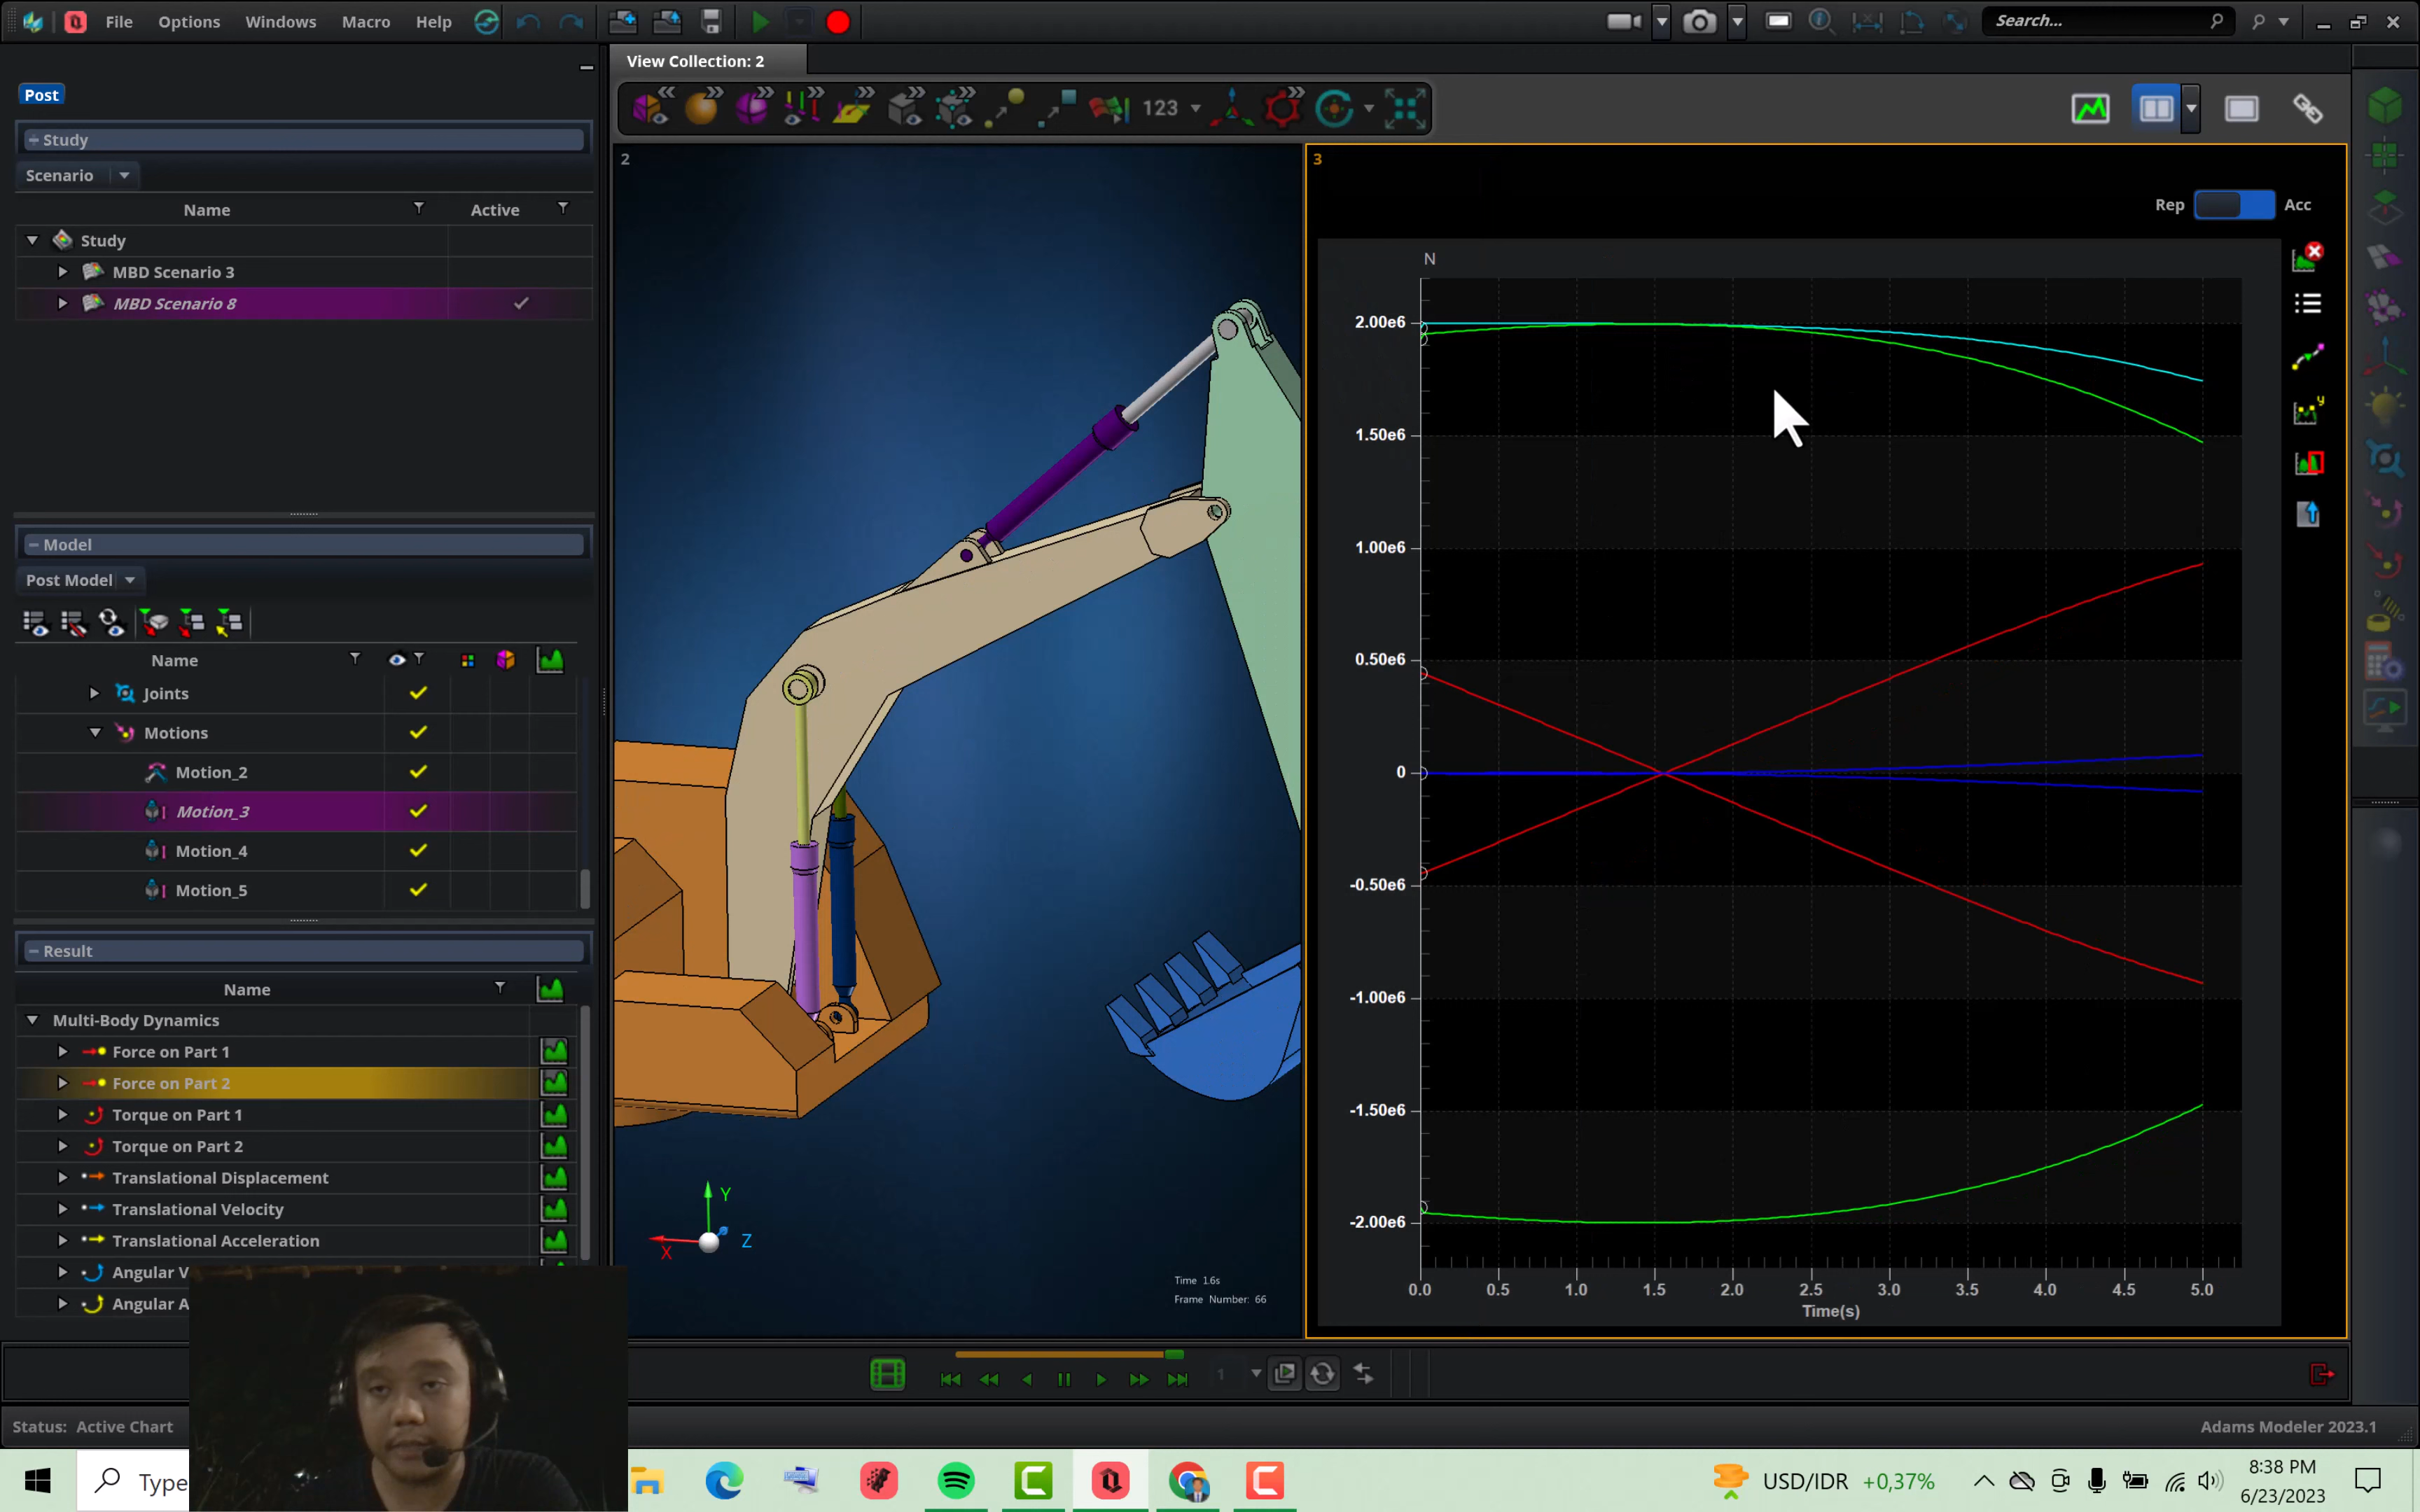 File Options Windows Macro Help Search...
View Collection: 2
Post
123
Study
Scenario
Name Active
Study
MBD Scenario 3
MBD Scenario 8
Model
Post Model
Name
Joints
Motions
Motion_2
Motion_3
Motion_4
Motion_5
Result
Name
Multi-Body Dynamics
Force on Part 1
Force on Part 2
Torque on Part 1
Torque on Part 2
Translational Displacement
Translational Velocity
Translational Acceleration
Angular V
Angular A
2
Y
X
Z
Time 1.6s
Frame Number: 66
3
Rep Acc
N
y
2.00e6
1.50e6
1.00e6
0.50e6
0
-0.50e6
-1.00e6
-1.50e6
-2.00e6
0.0 0.5 1.0 1.5 2.0 2.5 3.0 3.5 4.0 4.5 5.0
Time(s)
1
Status: Active Chart
Adams Modeler 2023.1
Type
USD/IDR +0,37%
8:38 PM
6/23/2023